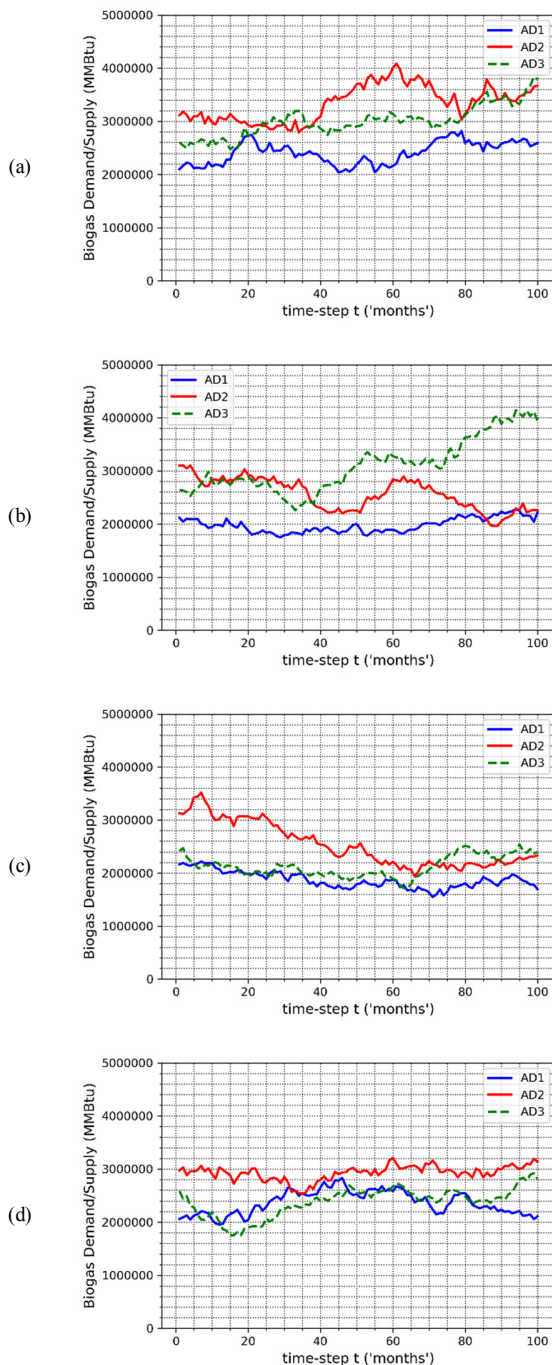 (a)
Biogas Demand/Supply (MMBtu)
5000000
4000000
3000000
2000000
1000000
0
AD1
AD2
AD3
0 20 40 60 80 100
time-step t ('months')
(b)
Biogas Demand/Supply (MMBtu)
5000000
4000000
3000000
2000000
1000000
0
AD1
AD2
AD3
0 20 40 60 80 100
time-step t ('months')
(c)
Biogas Demand/Supply (MMBtu)
5000000
4000000
3000000
2000000
1000000
0
AD1
AD2
AD3
0 20 40 60 80 100
time-step t ('months')
(d)
Biogas Demand/Supply (MMBtu)
5000000
4000000
3000000
2000000
1000000
0
AD1
AD2
AD3
0 20 40 60 80 100
time-step t ('months')